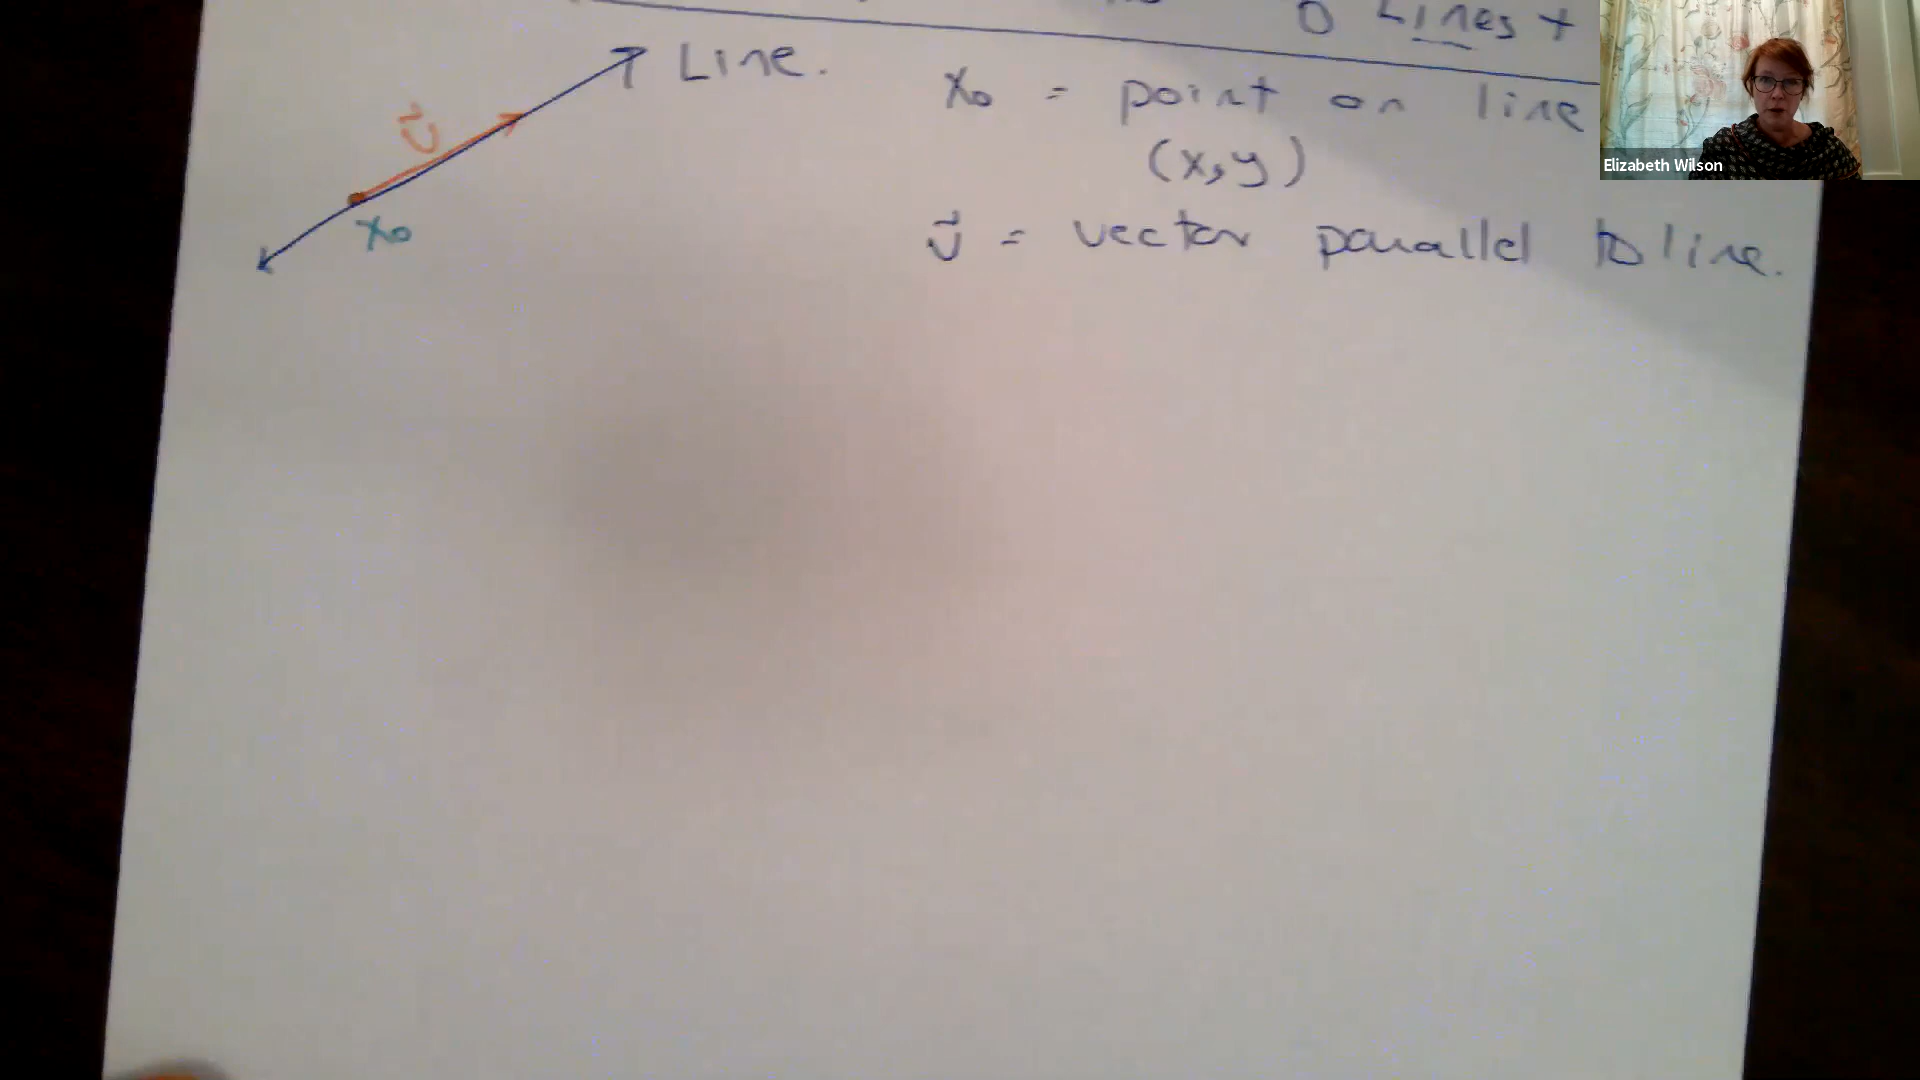 Lines +
Line.
x₀ = point on line
(x,y)
Elizabeth Wilson
v⃗
x₀
v⃗ = vector parallel to line.